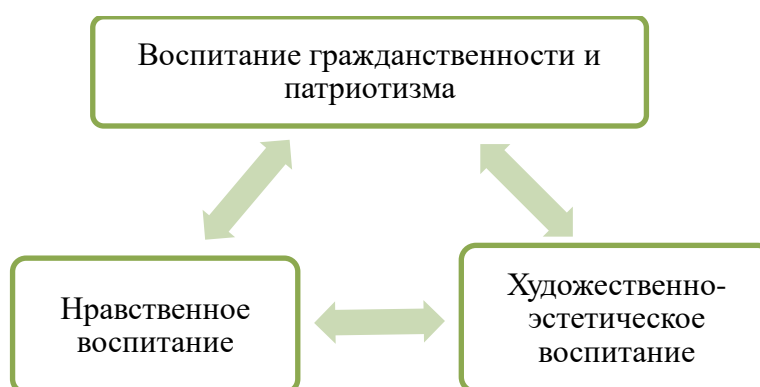 Воспитание гражданственности и
патриотизма
Нравственное
воспитание
Художественно-
эстетическое
воспитание